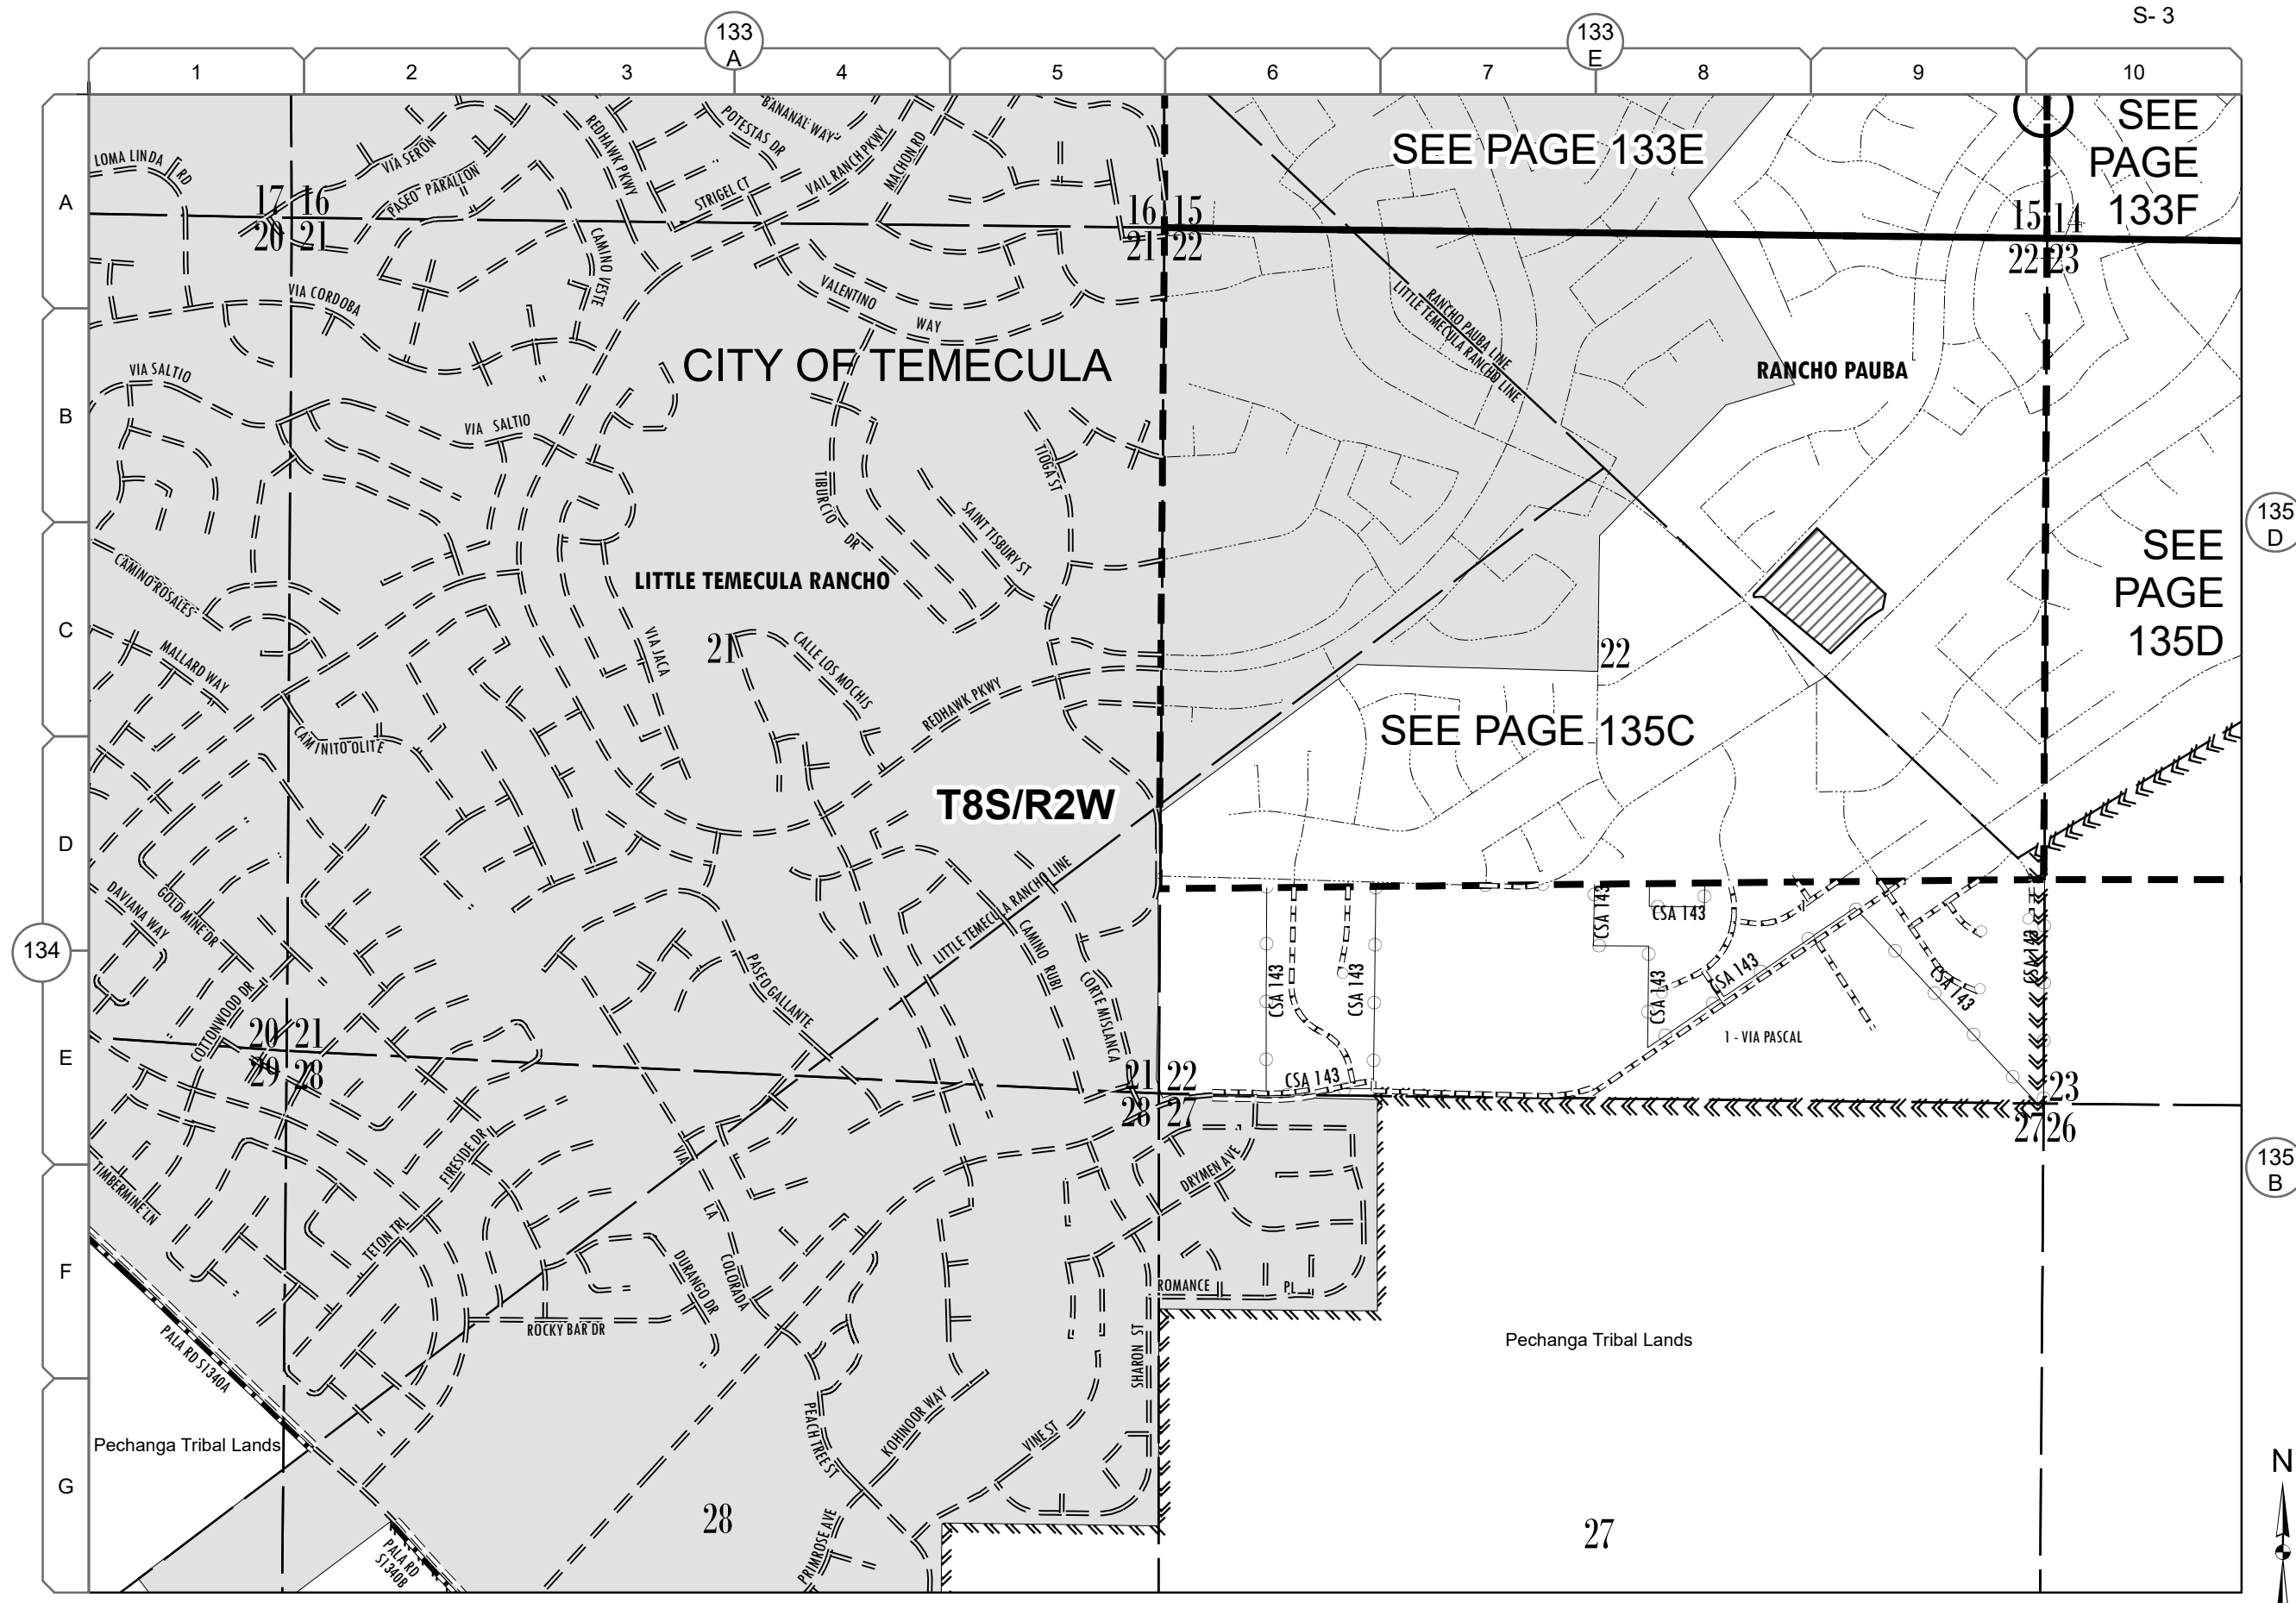 S- 3
133
A
133
E
1
2
3
4
5
6
7
8
9
10
A
B
C
D
E
F
G
134
135
D
135
B
SEE PAGE 133E
SEE
PAGE
133F
LOMA LINDA RD
VIA SERON
PASEO PARALLON
REDHAWK PKWY
POTESTAS DR
BANANAL WAY
VAIL RANCH PKWY
MACHON RD
STRIGEL CT
17 16
20 21
16 15
21 22
15 14
22 23
CAMINO VESTE
VIA CORDOBA
VALENTINO WAY
RANCHO PAUBA LINE
LITTLE TEMECULA RANCHO LINE
CITY OF TEMECULA
RANCHO PAUBA
VIA SALTIO
VIA SALTIO
TIBURCIO DR
TIOGA ST
SAINT TISBURY ST
SEE
PAGE
135D
CAMINO ROSALES
LITTLE TEMECULA RANCHO
MALLARD WAY
VIA JACA
21
CALLE LOS MOCHIS
22
REDHAWK PKWY
SEE PAGE 135C
CAMINITO OLITE
T8S/R2W
DAVIANA WAY
GOLD MINE DR
LITTLE TEMECULA RANCHO LINE
CAMINO RUBI
CORTE MISLANCA
PASEO GALLANTE
COTTONWOOD DR
CSA 143
CSA 143
CSA 143
CSA 143
CSA 143
CSA 143
CSA 143
CSA 143
CSA 143
1 - VIA PASCAL
20 21
29 28
21 22
28 27
23
27 26
FIRESIDE DR
TIMBERMINE LN
TETON TRL
VIA LA COLORADA
DURANGO DR
DRYMEN AVE
ROMANCE PL
ROCKY BAR DR
PALA RD S1340A
SHARON ST
Pechanga Tribal Lands
Pechanga Tribal Lands
PEACH TREE ST
KOHINOOR WAY
VINE ST
PRIMROSE AVE
28
27
PALA RD
S1340B
N